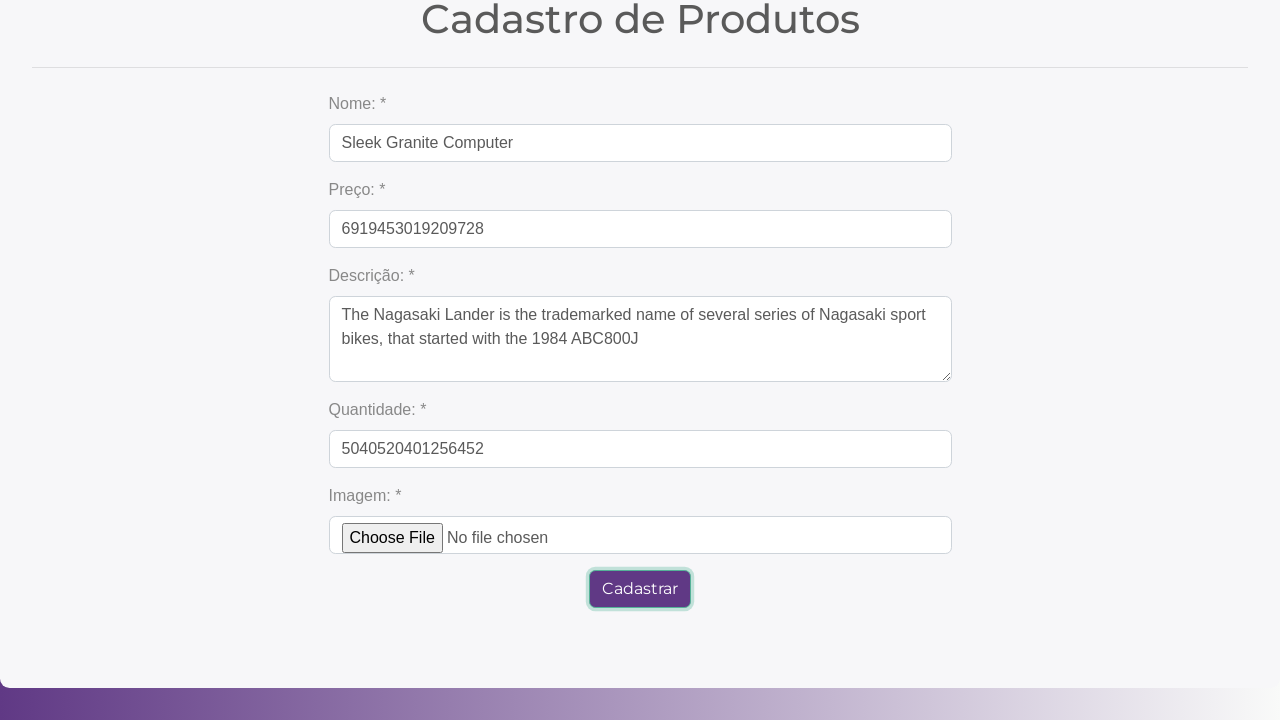 Cadastro de Produtos
Nome: *
Sleek Granite Computer
Preço: *
6919453019209728
Descrição: *
The Nagasaki Lander is the trademarked name of several series of Nagasaki sport
bikes, that started with the 1984 ABC800J
Quantidade: *
5040520401256452
Imagem: *
Choose File No file chosen
Cadastrar